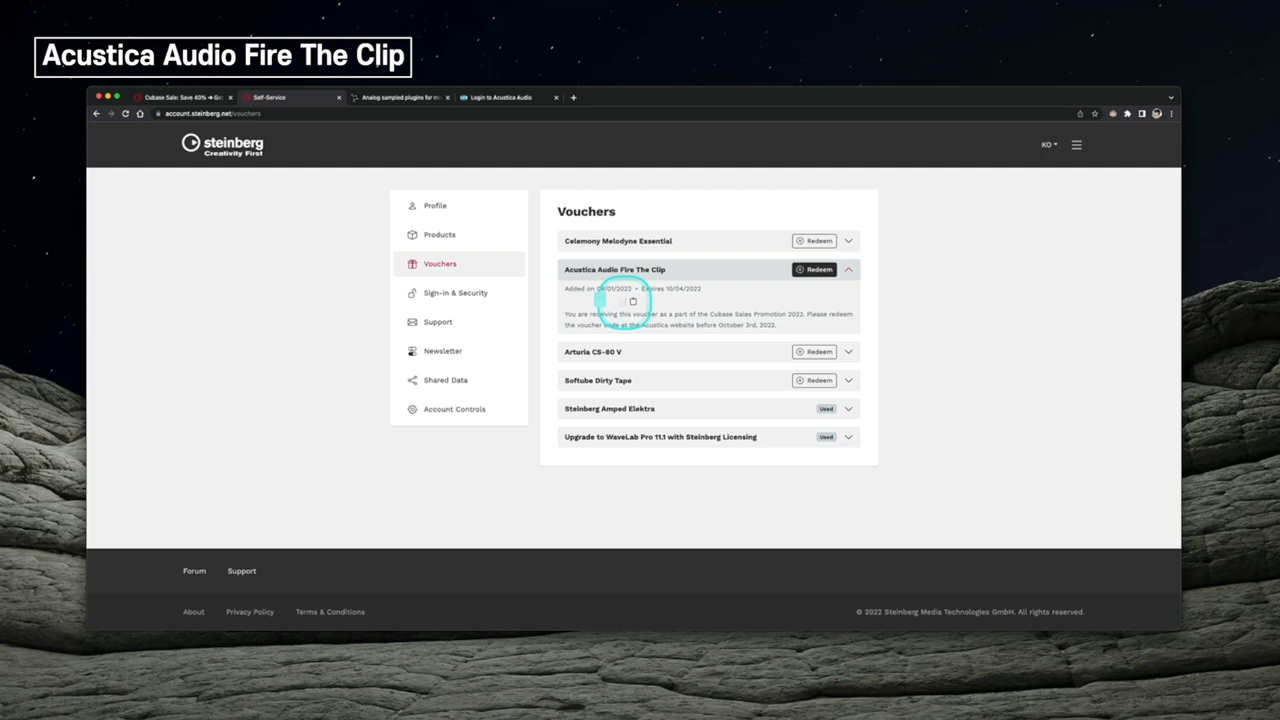 Acustica Audio Fire The Clip
Cubase Sale: Save 40% ➔ Ge
Self-Service
Analog sampled plugins for mi
Login to Acustica Audio
account.steinberg.net/vouchers
steinberg
Creativity First
KO
Profile
Products
Vouchers
Sign-in & Security
Support
Newsletter
Shared Data
Account Controls
Vouchers
Celemony Melodyne Essential Redeem
Acustica Audio Fire The Clip Redeem
Added on 09/01/2022 • Expires 10/04/2022
You are receiving this voucher as a part of the Cubase Sales Promotion 2022. Please redeem
the voucher code at the Acustica website before October 3rd, 2022.
Arturia CS-80 V Redeem
Softube Dirty Tape Redeem
Steinberg Amped Elektra Used
Upgrade to WaveLab Pro 11.1 with Steinberg Licensing Used
Forum Support
About Privacy Policy Terms & Conditions
© 2022 Steinberg Media Technologies GmbH. All rights reserved.